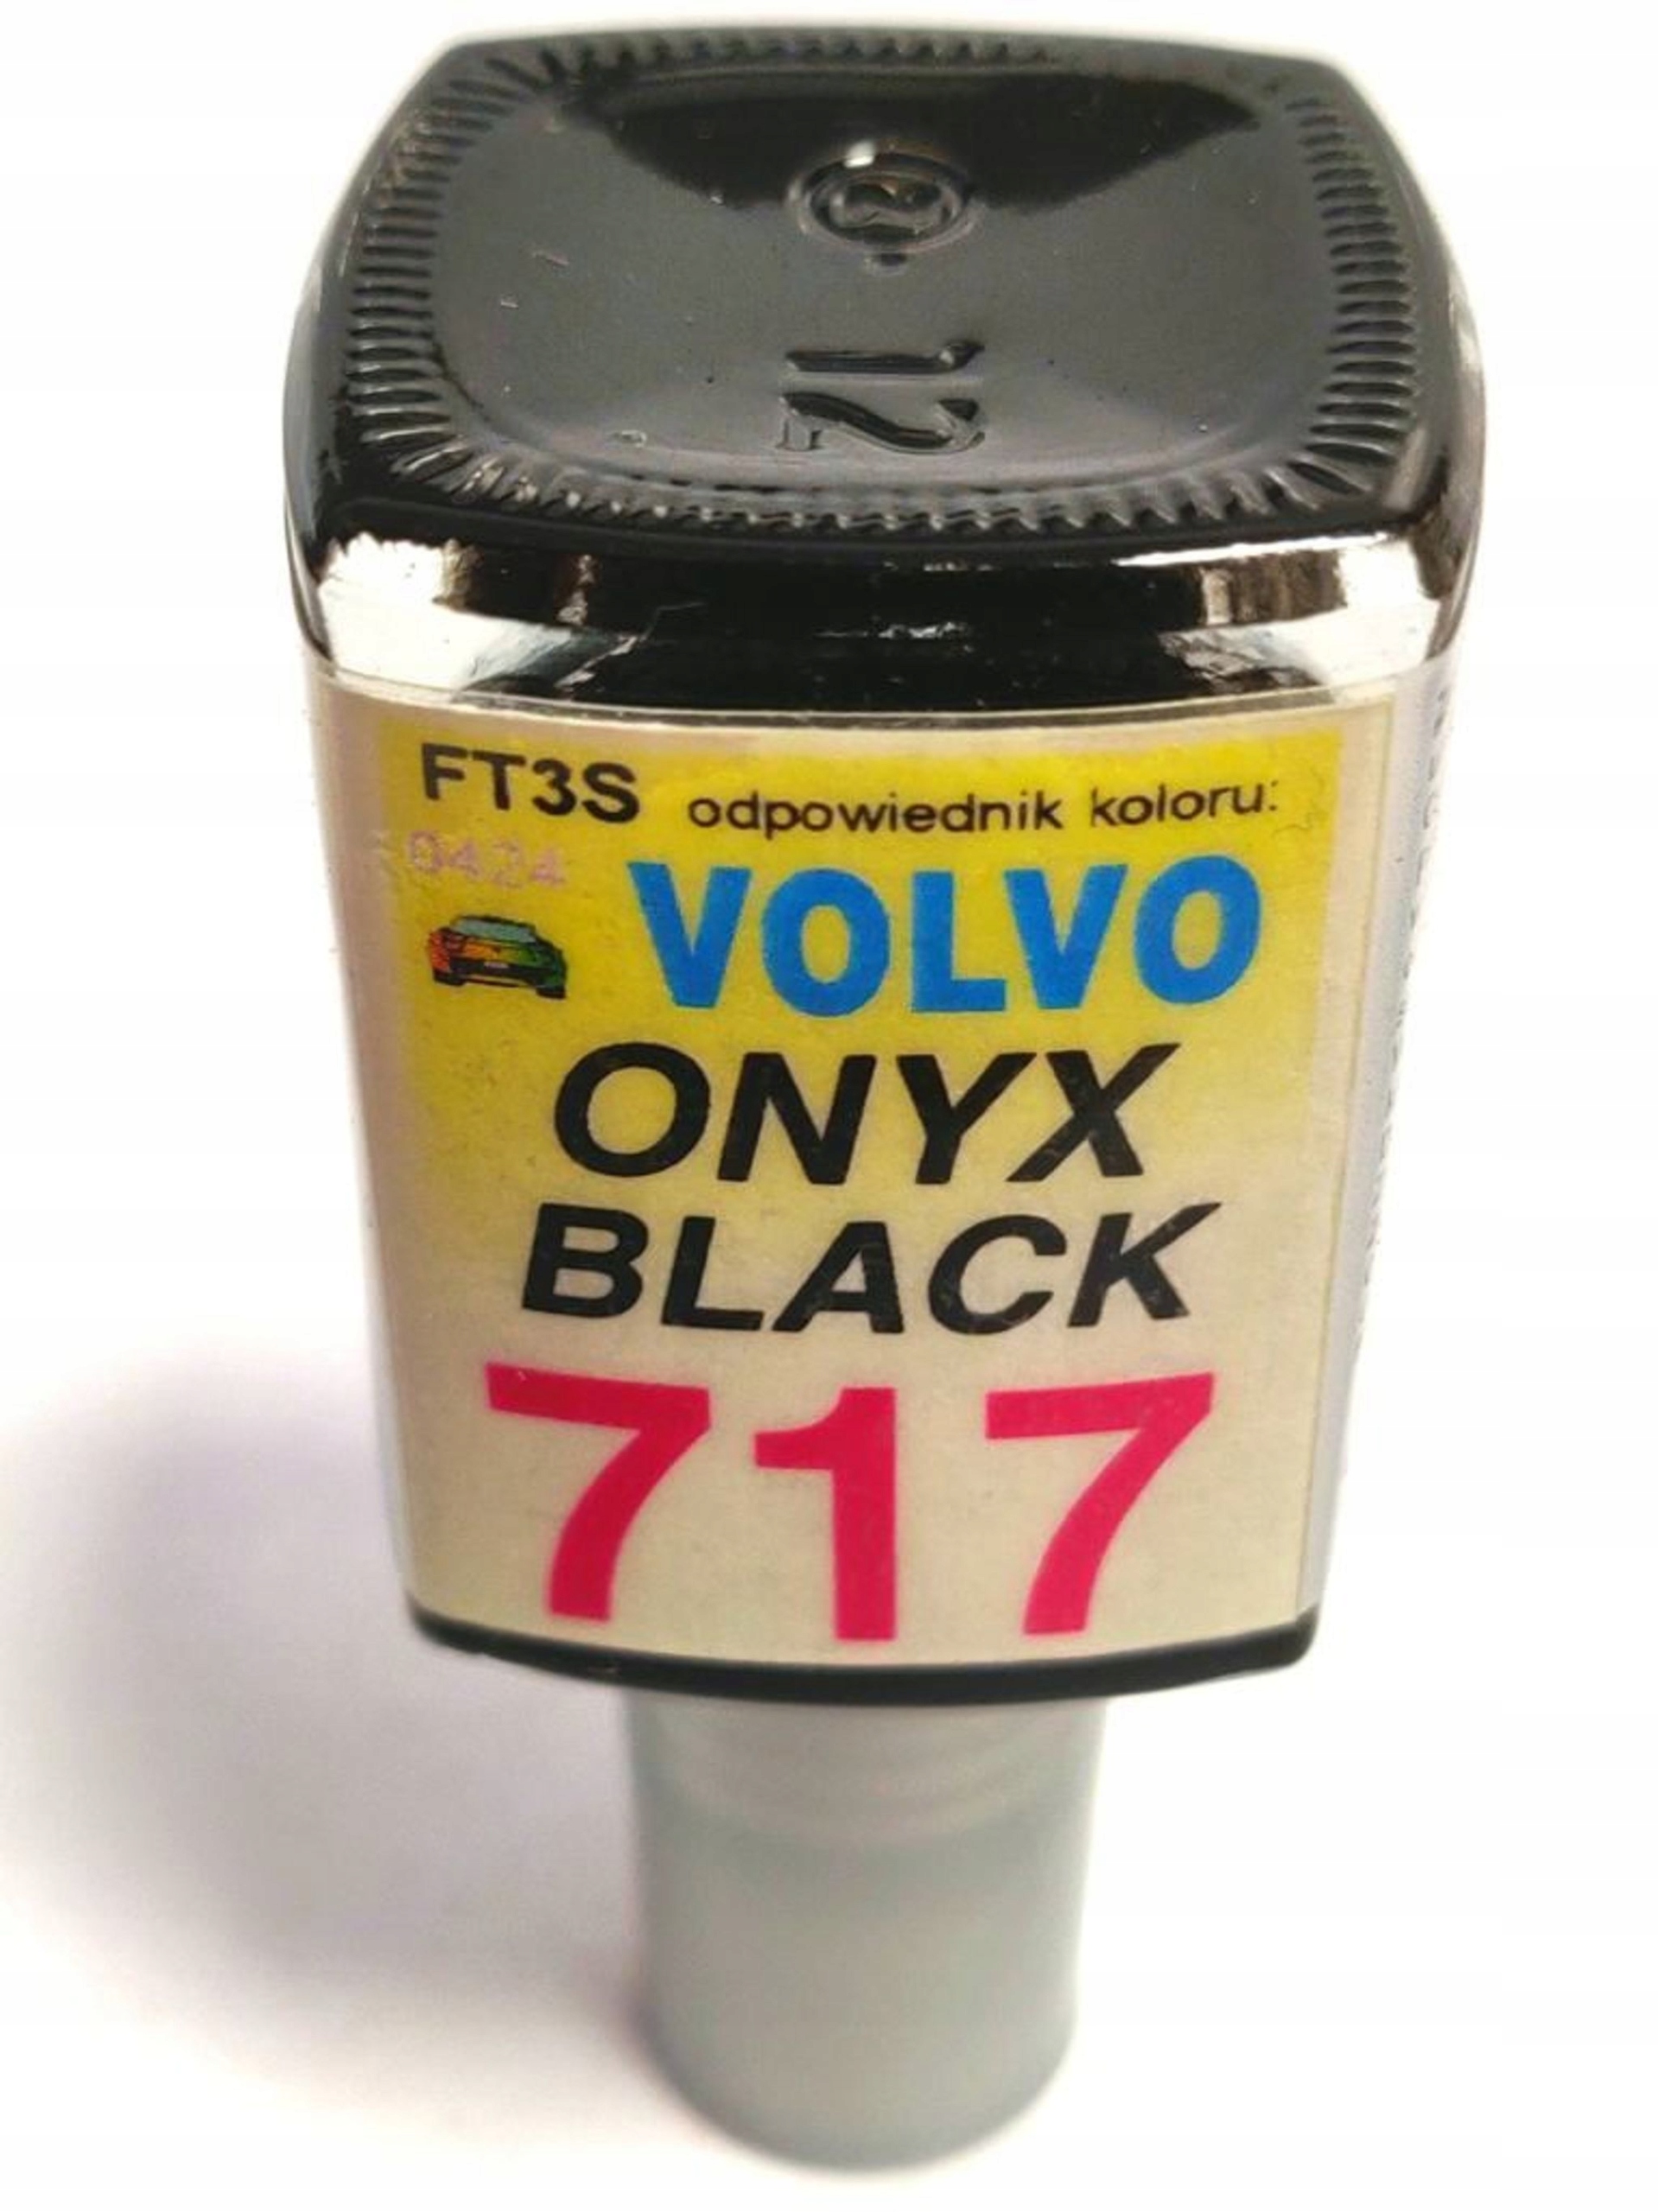 12
FT3S odpowiednik koloru:
0424
VOLVO
ONYX
BLACK
717